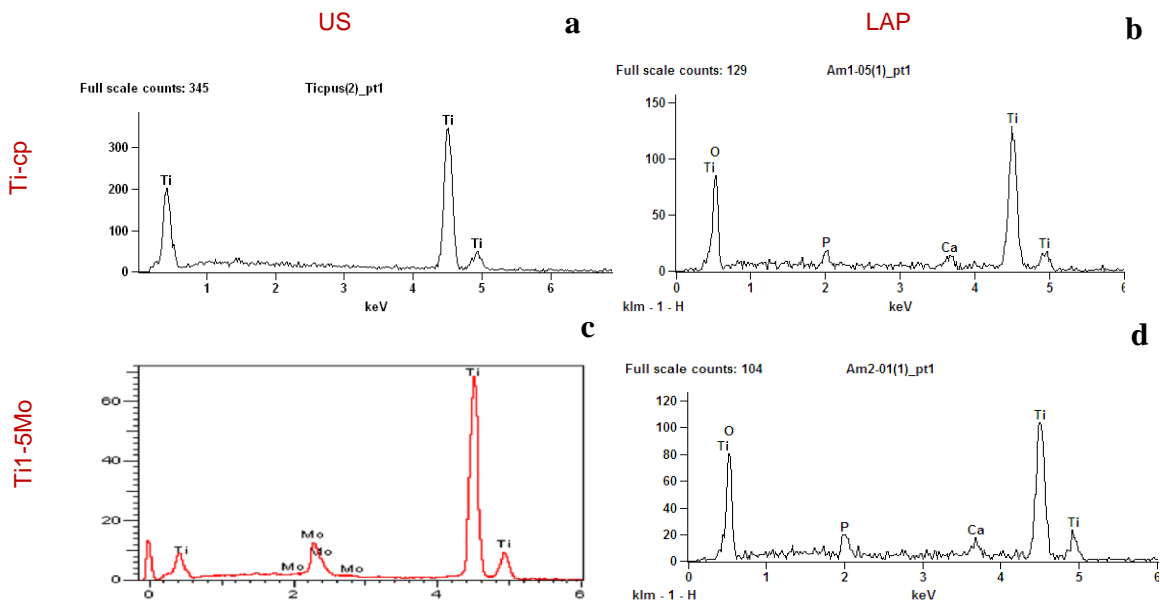 US
LAP
Ti-cp
Ti1-5Mo
a
Full scale counts: 345 Ticpus(2)_pt1
300
200
100
0
Ti
Ti
Ti
1 2 3 4 5 6
keV
b
Full scale counts: 129 Am1-05(1)_pt1
150
100
50
0
O
Ti
P
Ca
Ti
Ti
0 1 2 3 4 5 6
klm - 1 - H keV
c
60
40
20
0
Ti
Mo
Mo
Mo
Mo
Ti
Ti
0 2 4 6
d
Full scale counts: 104 Am2-01(1)_pt1
120
100
80
60
40
20
0
O
Ti
P
Ca
Ti
Ti
0 1 2 3 4 5 6
klm - 1 - H keV